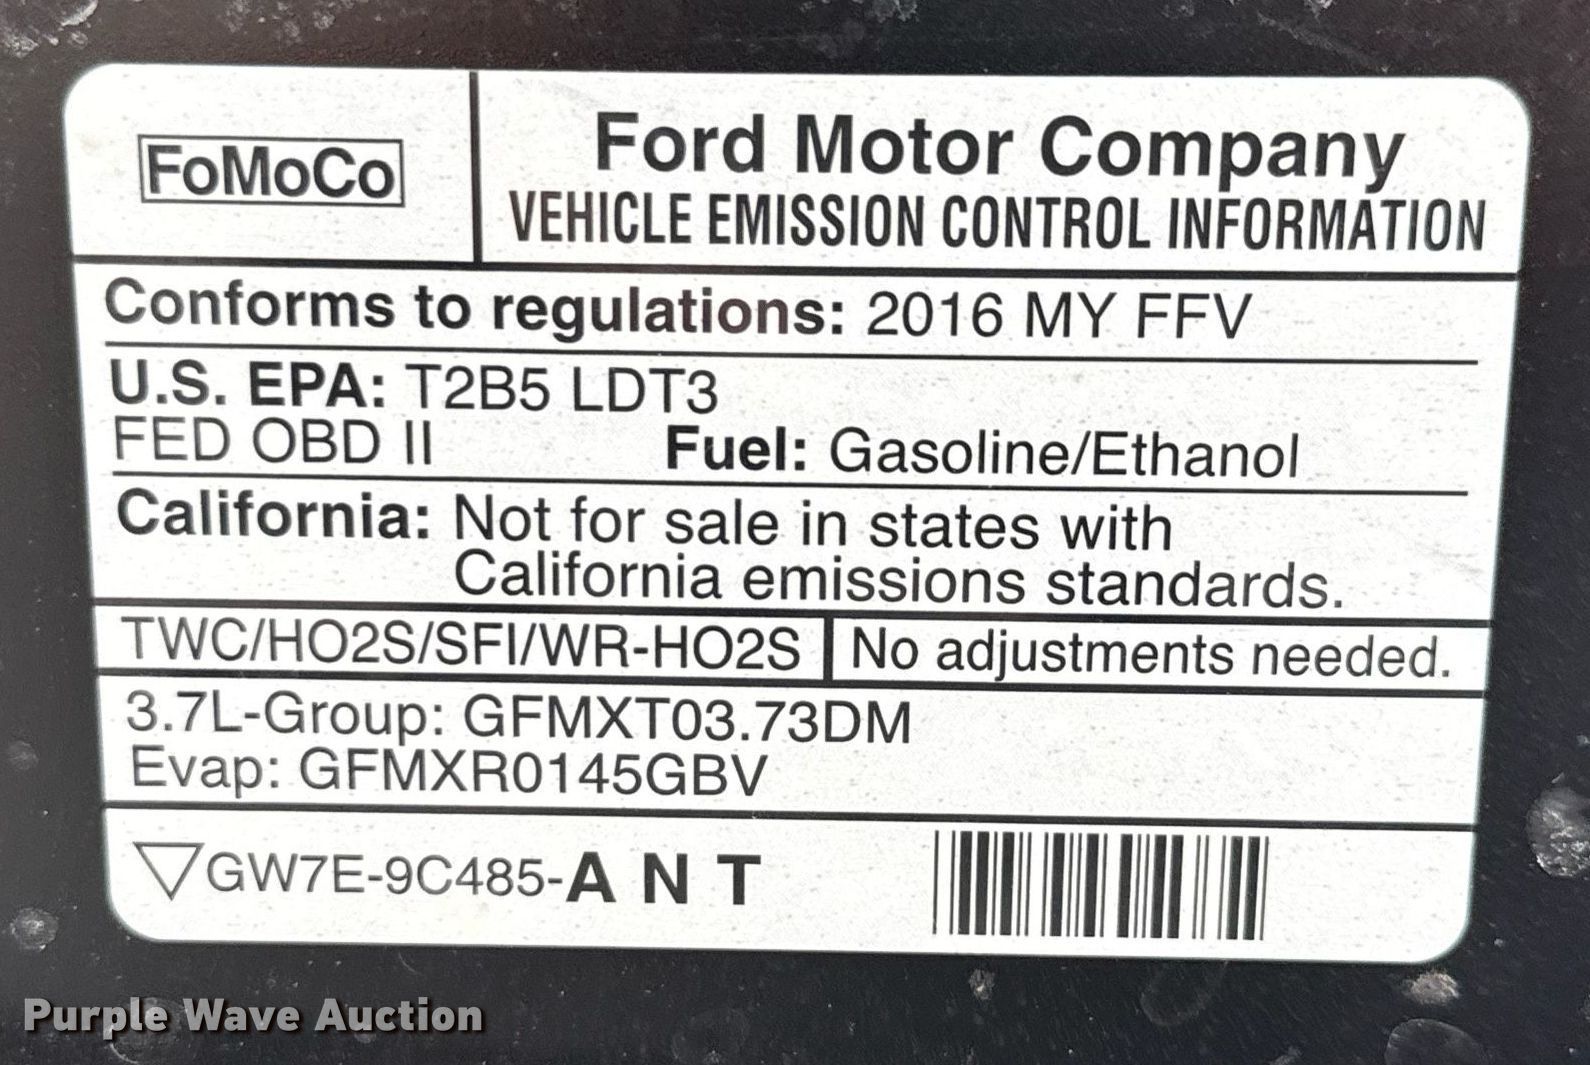 FoMoCo
Ford Motor Company
VEHICLE EMISSION CONTROL INFORMATION
Conforms to regulations: 2016 MY FFV
U.S. EPA: T2B5 LDT3
FED OBD II Fuel: Gasoline/Ethanol
California: Not for sale in states with
California emissions standards.
TWC/HO2S/SFI/WR-HO2S No adjustments needed.
3.7L-Group: GFMXT03.73DM
Evap: GFMXR0145GBV
GW7E-9C485-A N T
Purple Wave Auction